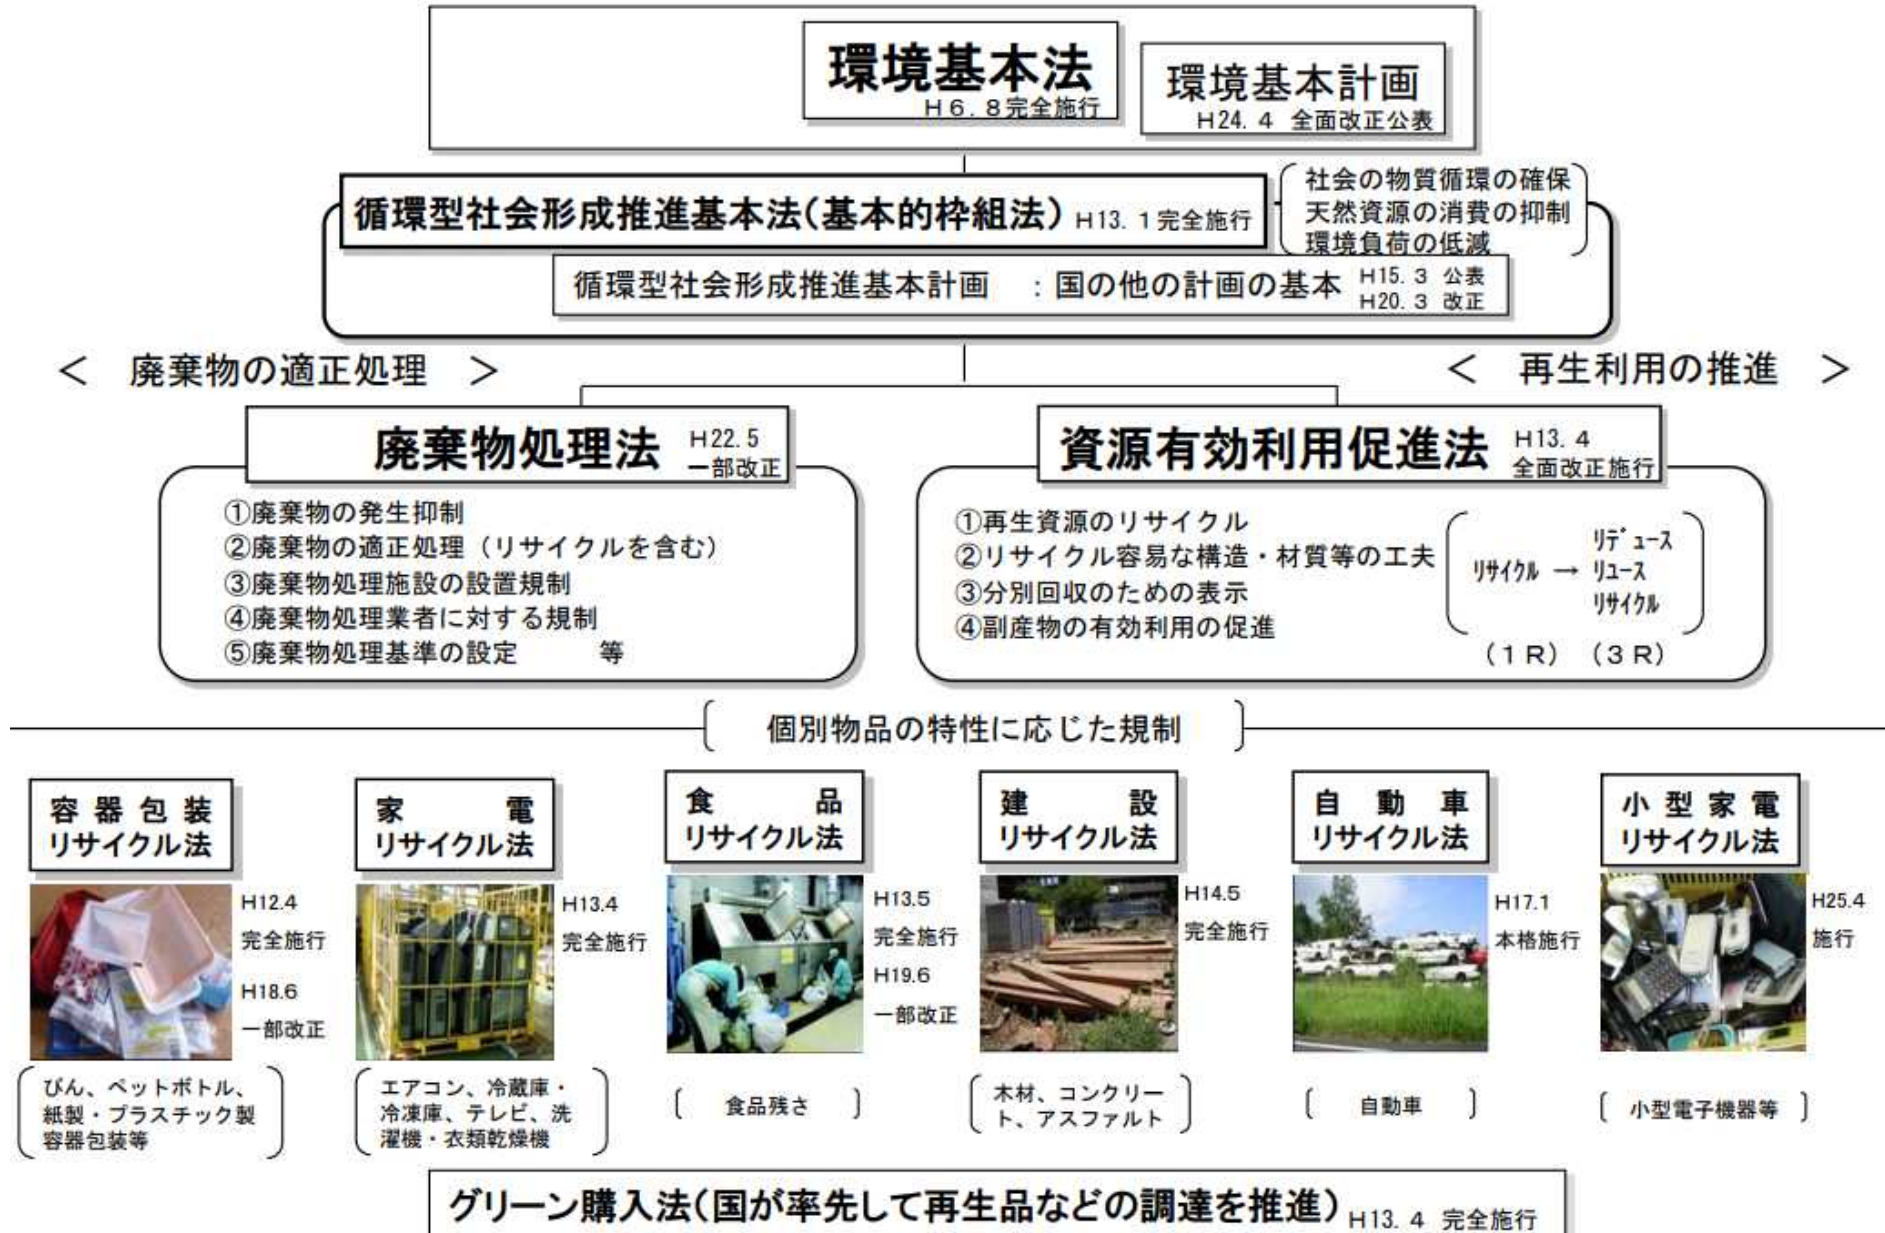 環境基本法
H6.8完全施行
環境基本計画
H24.4 全面改正公表
循環型社会形成推進基本法(基本的枠組法) H13.1完全施行
社会の物質循環の確保
天然資源の消費の抑制
環境負荷の低減
循環型社会形成推進基本計画 :国の他の計画の基本
H15.3 公表
H20.3 改正
< 廃棄物の適正処理 >
< 再生利用の推進 >
廃棄物処理法
H22.5
一部改正
①廃棄物の発生抑制
②廃棄物の適正処理(リサイクルを含む)
③廃棄物処理施設の設置規制
④廃棄物処理業者に対する規制
⑤廃棄物処理基準の設定 等
資源有効利用促進法
H13.4
全面改正施行
①再生資源のリサイクル
②リサイクル容易な構造・材質等の工夫
③分別回収のための表示
④副産物の有効利用の促進
ﾘﾃﾞｭｰｽ
ﾘｻｲｸﾙ → ﾘﾕｰｽ
ﾘｻｲｸﾙ
(1R) (3R)
個別物品の特性に応じた規制
容器包装
リサイクル法
H12.4
完全施行
H18.6
一部改正
びん、ペットボトル、
紙製・プラスチック製
容器包装等
家電
リサイクル法
H13.4
完全施行
エアコン、冷蔵庫・
冷凍庫、テレビ、洗
濯機・衣類乾燥機
食品
リサイクル法
H13.5
完全施行
H19.6
一部改正
食品残さ
建設
リサイクル法
H14.5
完全施行
木材、コンクリー
ト、アスファルト
自動車
リサイクル法
H17.1
本格施行
自動車
小型家電
リサイクル法
H25.4
施行
小型電子機器等
グリーン購入法(国が率先して再生品などの調達を推進) H13.4 完全施行